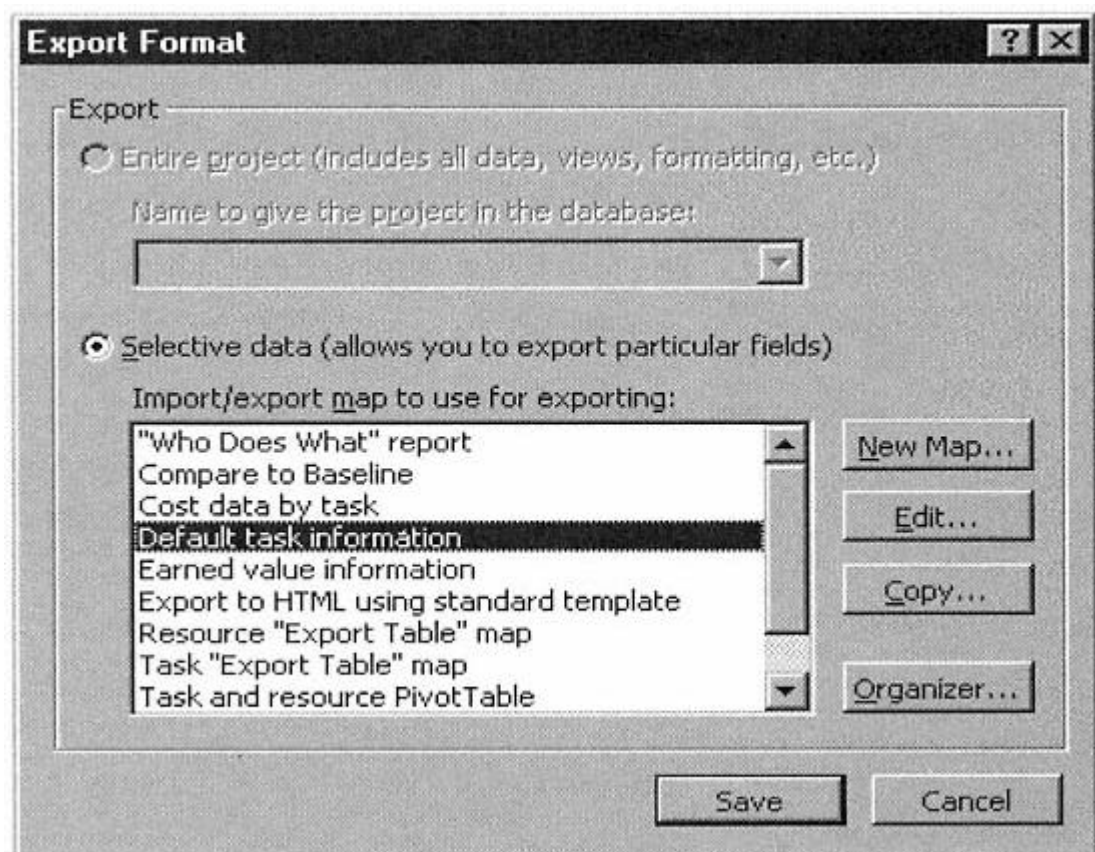 Export Format
Export
Entire project (includes all data, views, formatting, etc.)
Name to give the project in the database:
Selective data (allows you to export particular fields)
Import/export map to use for exporting:
"Who Does What" report
Compare to Baseline
Cost data by task
Default task information
Earned value information
Export to HTML using standard template
Resource "Export Table" map
Task "Export Table" map
Task and resource PivotTable
New Map...
Edit...
Copy...
Organizer...
Save
Cancel